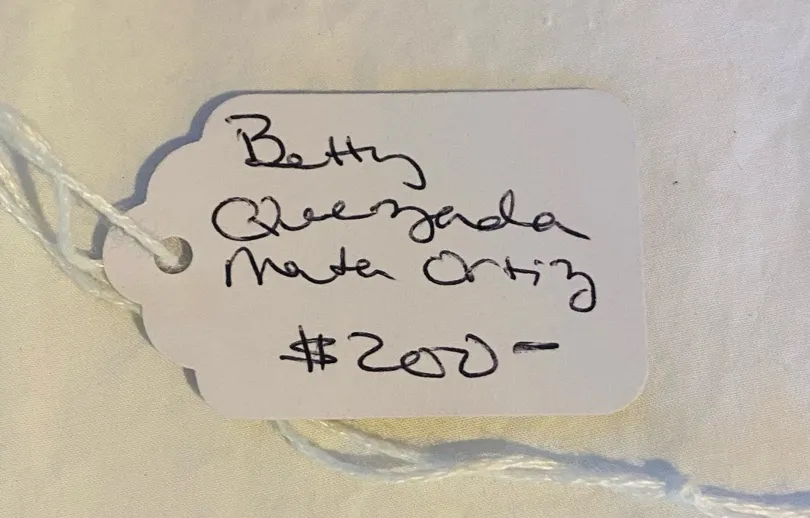 Betty
Quezada
Mata Ortiz
$200-